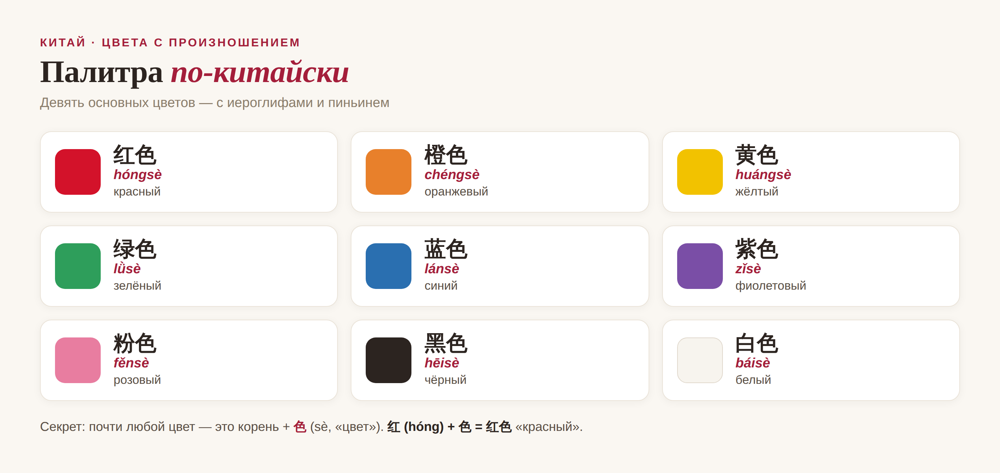 КИТАЙ · ЦВЕТА С ПРОИЗНОШЕНИЕМ
Палитра по-китайски
Девять основных цветов — с иероглифами и пиньинем
红色
hóngsè
красный
橙色
chéngsè
оранжевый
黄色
huángsè
жёлтый
绿色
lǜsè
зелёный
蓝色
lánsè
синий
紫色
zǐsè
фиолетовый
粉色
fěnsè
розовый
黑色
hēisè
чёрный
白色
báisè
белый
Секрет: почти любой цвет — это корень + 色 (sè, «цвет»). 红 (hóng) + 色 = 红色 «красный».